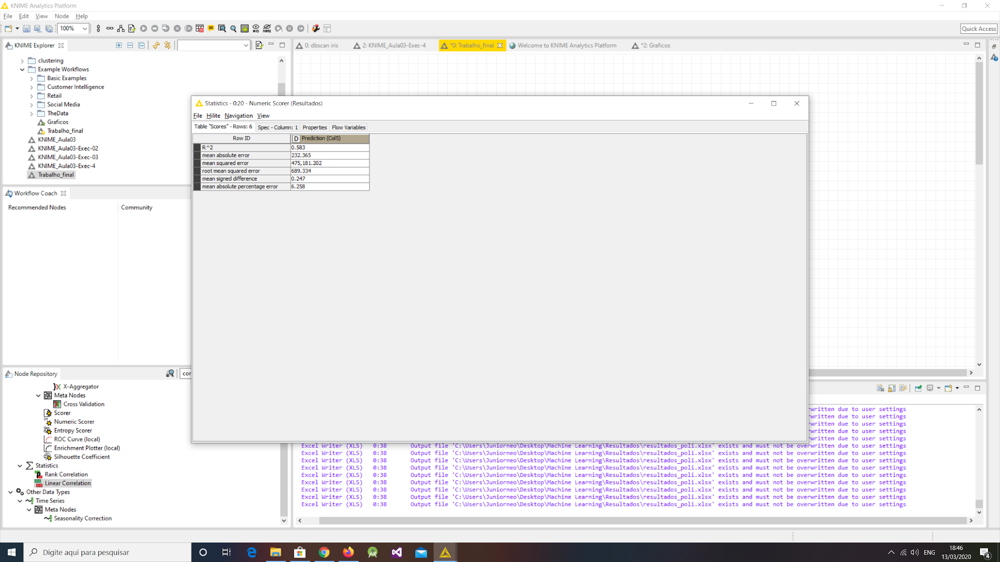 KNIME Analytics Platform
File Edit View Node Help
100%
#ID
NAME
Quick Access
KNIME Explorer
clustering
Example Workflows
Basic Examples
Customer Intelligence
Retail
Social Media
TheData
Graficos
Trabalho_final
KNIME_Aula03
KNIME_Aula03-Exec-02
KNIME_Aula03-Exec-03
KNIME_Aula03-Exec-4
Trabalho_final
0: dbscan iris
2: KNIME_Aula03-Exec-4
*0: Trabalho_final
Welcome to KNIME Analytics Platform
*2: Graficos
Workflow Coach
Recommended Nodes Community
Statistics - 0:20 - Numeric Scorer (Resultados)
File Hilite Navigation View
Table "Scores" - Rows: 6 Spec - Column: 1 Properties Flow Variables
Row ID D Prediction (Col5)
R^2 0.583
mean absolute error 232.365
mean squared error 475,181.202
root mean squared error 689.334
mean signed difference 0.247
mean absolute percentage error 6.258
Node Repository
cor
X-Aggregator
Meta Nodes
Cross Validation
Scorer
Numeric Scorer
Entropy Scorer
ROC Curve (local)
Enrichment Plotter (local)
Silhouette Coefficient
Statistics
Rank Correlation
Linear Correlation
Other Data Types
Time Series
Meta Nodes
Seasonality Correction
rwritten due to user settings
rwritten due to user settings
rwritten due to user settings
rwritten due to user settings
rwritten due to user settings
Excel Writer (XLS) 0:38 Output file 'C:\Users\Juniorneo\Desktop\Machine Learning\Resultados\resultados_poli.xlsx' exists and must not be overwritten due to user settings
Excel Writer (XLS) 0:38 Output file 'C:\Users\Juniorneo\Desktop\Machine Learning\Resultados\resultados_poli.xlsx' exists and must not be overwritten due to user settings
Excel Writer (XLS) 0:38 Output file 'C:\Users\Juniorneo\Desktop\Machine Learning\Resultados\resultados_poli.xlsx' exists and must not be overwritten due to user settings
Excel Writer (XLS) 0:38 Output file 'C:\Users\Juniorneo\Desktop\Machine Learning\Resultados\resultados_poli.xlsx' exists and must not be overwritten due to user settings
Excel Writer (XLS) 0:38 Output file 'C:\Users\Juniorneo\Desktop\Machine Learning\Resultados\resultados_poli.xlsx' exists and must not be overwritten due to user settings
Excel Writer (XLS) 0:38 Output file 'C:\Users\Juniorneo\Desktop\Machine Learning\Resultados\resultados_poli.xlsx' exists and must not be overwritten due to user settings
Excel Writer (XLS) 0:38 Output file 'C:\Users\Juniorneo\Desktop\Machine Learning\Resultados\resultados_poli.xlsx' exists and must not be overwritten due to user settings
Excel Writer (XLS) 0:38 Output file 'C:\Users\Juniorneo\Desktop\Machine Learning\Resultados\resultados_poli.xlsx' exists and must not be overwritten due to user settings
Excel Writer (XLS) 0:38 Output file 'C:\Users\Juniorneo\Desktop\Machine Learning\Resultados\resultados_poli.xlsx' exists and must not be overwritten due to user settings
Digite aqui para pesquisar
ENG
18:46
13/03/2020
4